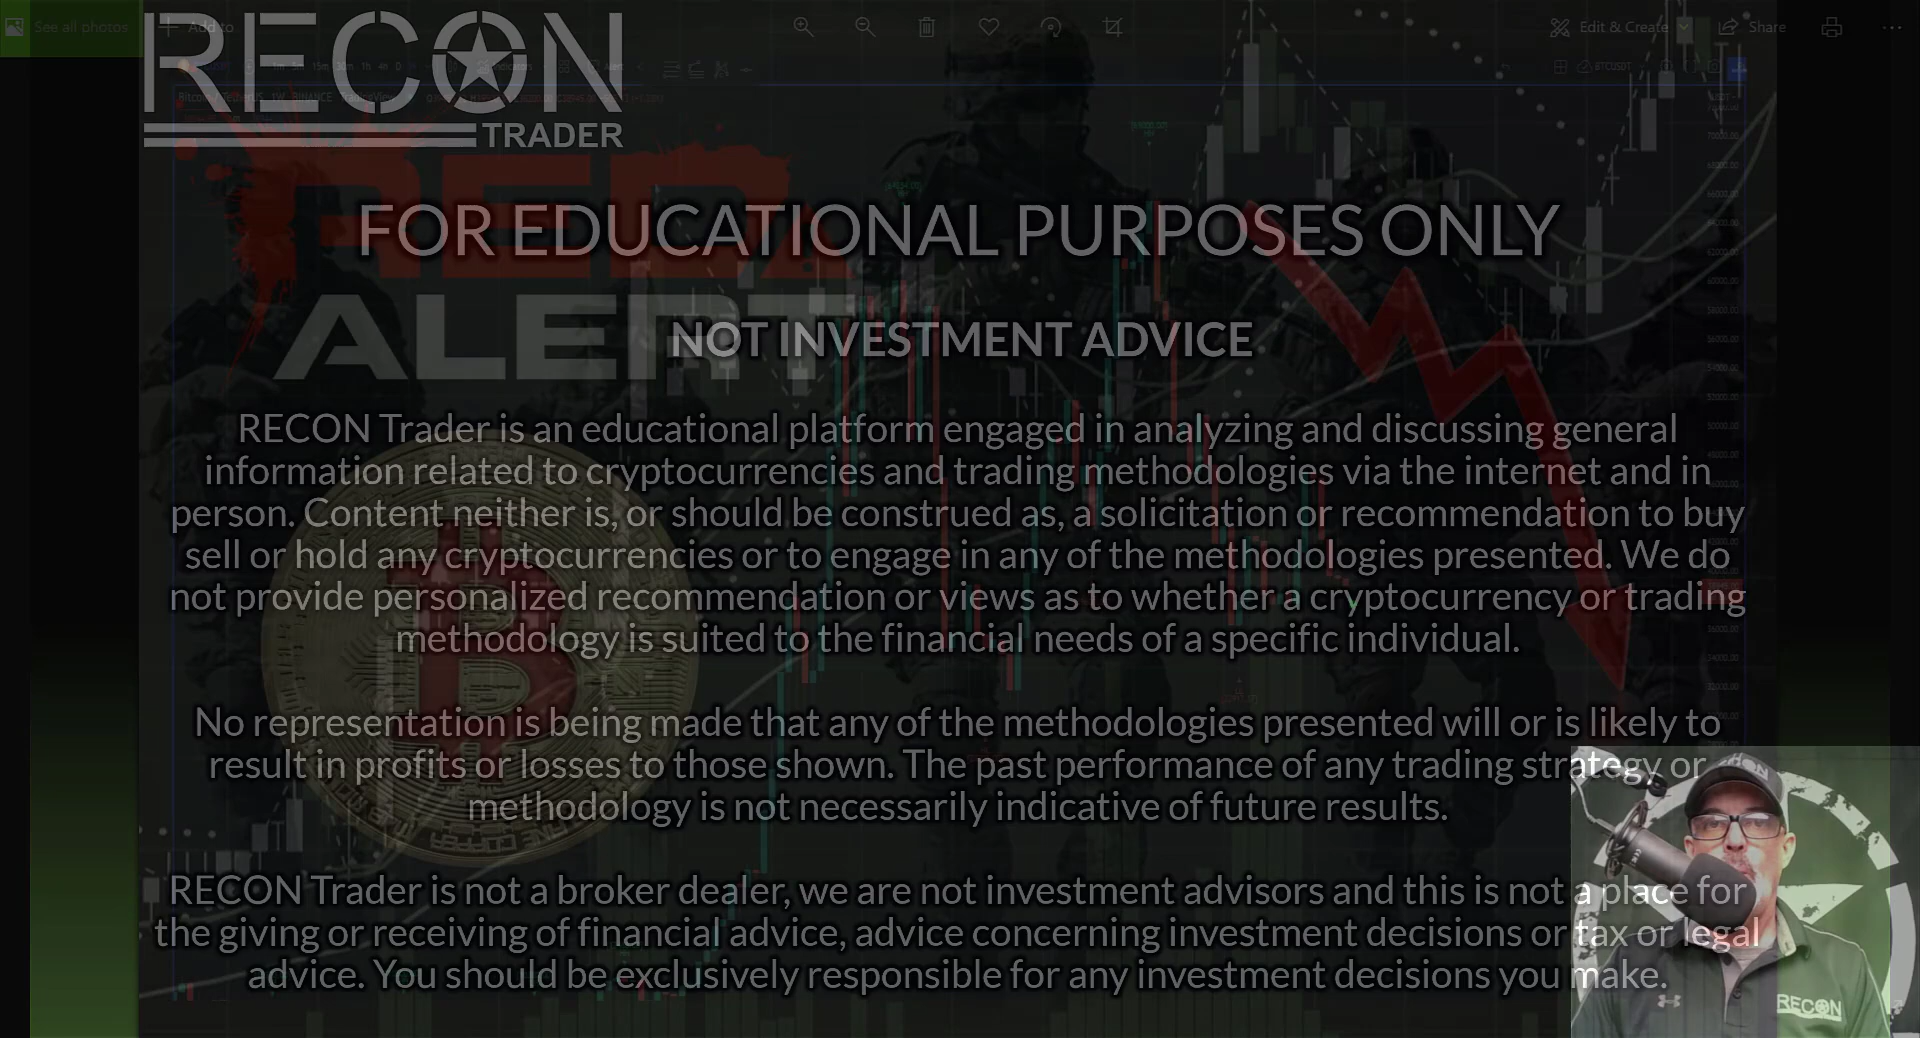 See all photos
Add to
Edit & Create
Share
RECON
TRADER
RED
ALERT
FOR EDUCATIONAL PURPOSES ONLY
NOT INVESTMENT ADVICE
RECON Trader is an educational platform engaged in analyzing and discussing general
information related to cryptocurrencies and trading methodologies via the internet and in
person. Content neither is, or should be construed as, a solicitation or recommendation to buy
sell or hold any cryptocurrencies or to engage in any of the methodologies presented. We do
not provide personalized recommendation or views as to whether a cryptocurrency or trading
methodology is suited to the financial needs of a specific individual.
No representation is being made that any of the methodologies presented will or is likely to
result in profits or losses to those shown. The past performance of any trading strategy or
methodology is not necessarily indicative of future results.
RECON Trader is not a broker dealer, we are not investment advisors and this is not a place for
the giving or receiving of financial advice, advice concerning investment decisions or tax or legal
advice. You should be exclusively responsible for any investment decisions you make.
RECON